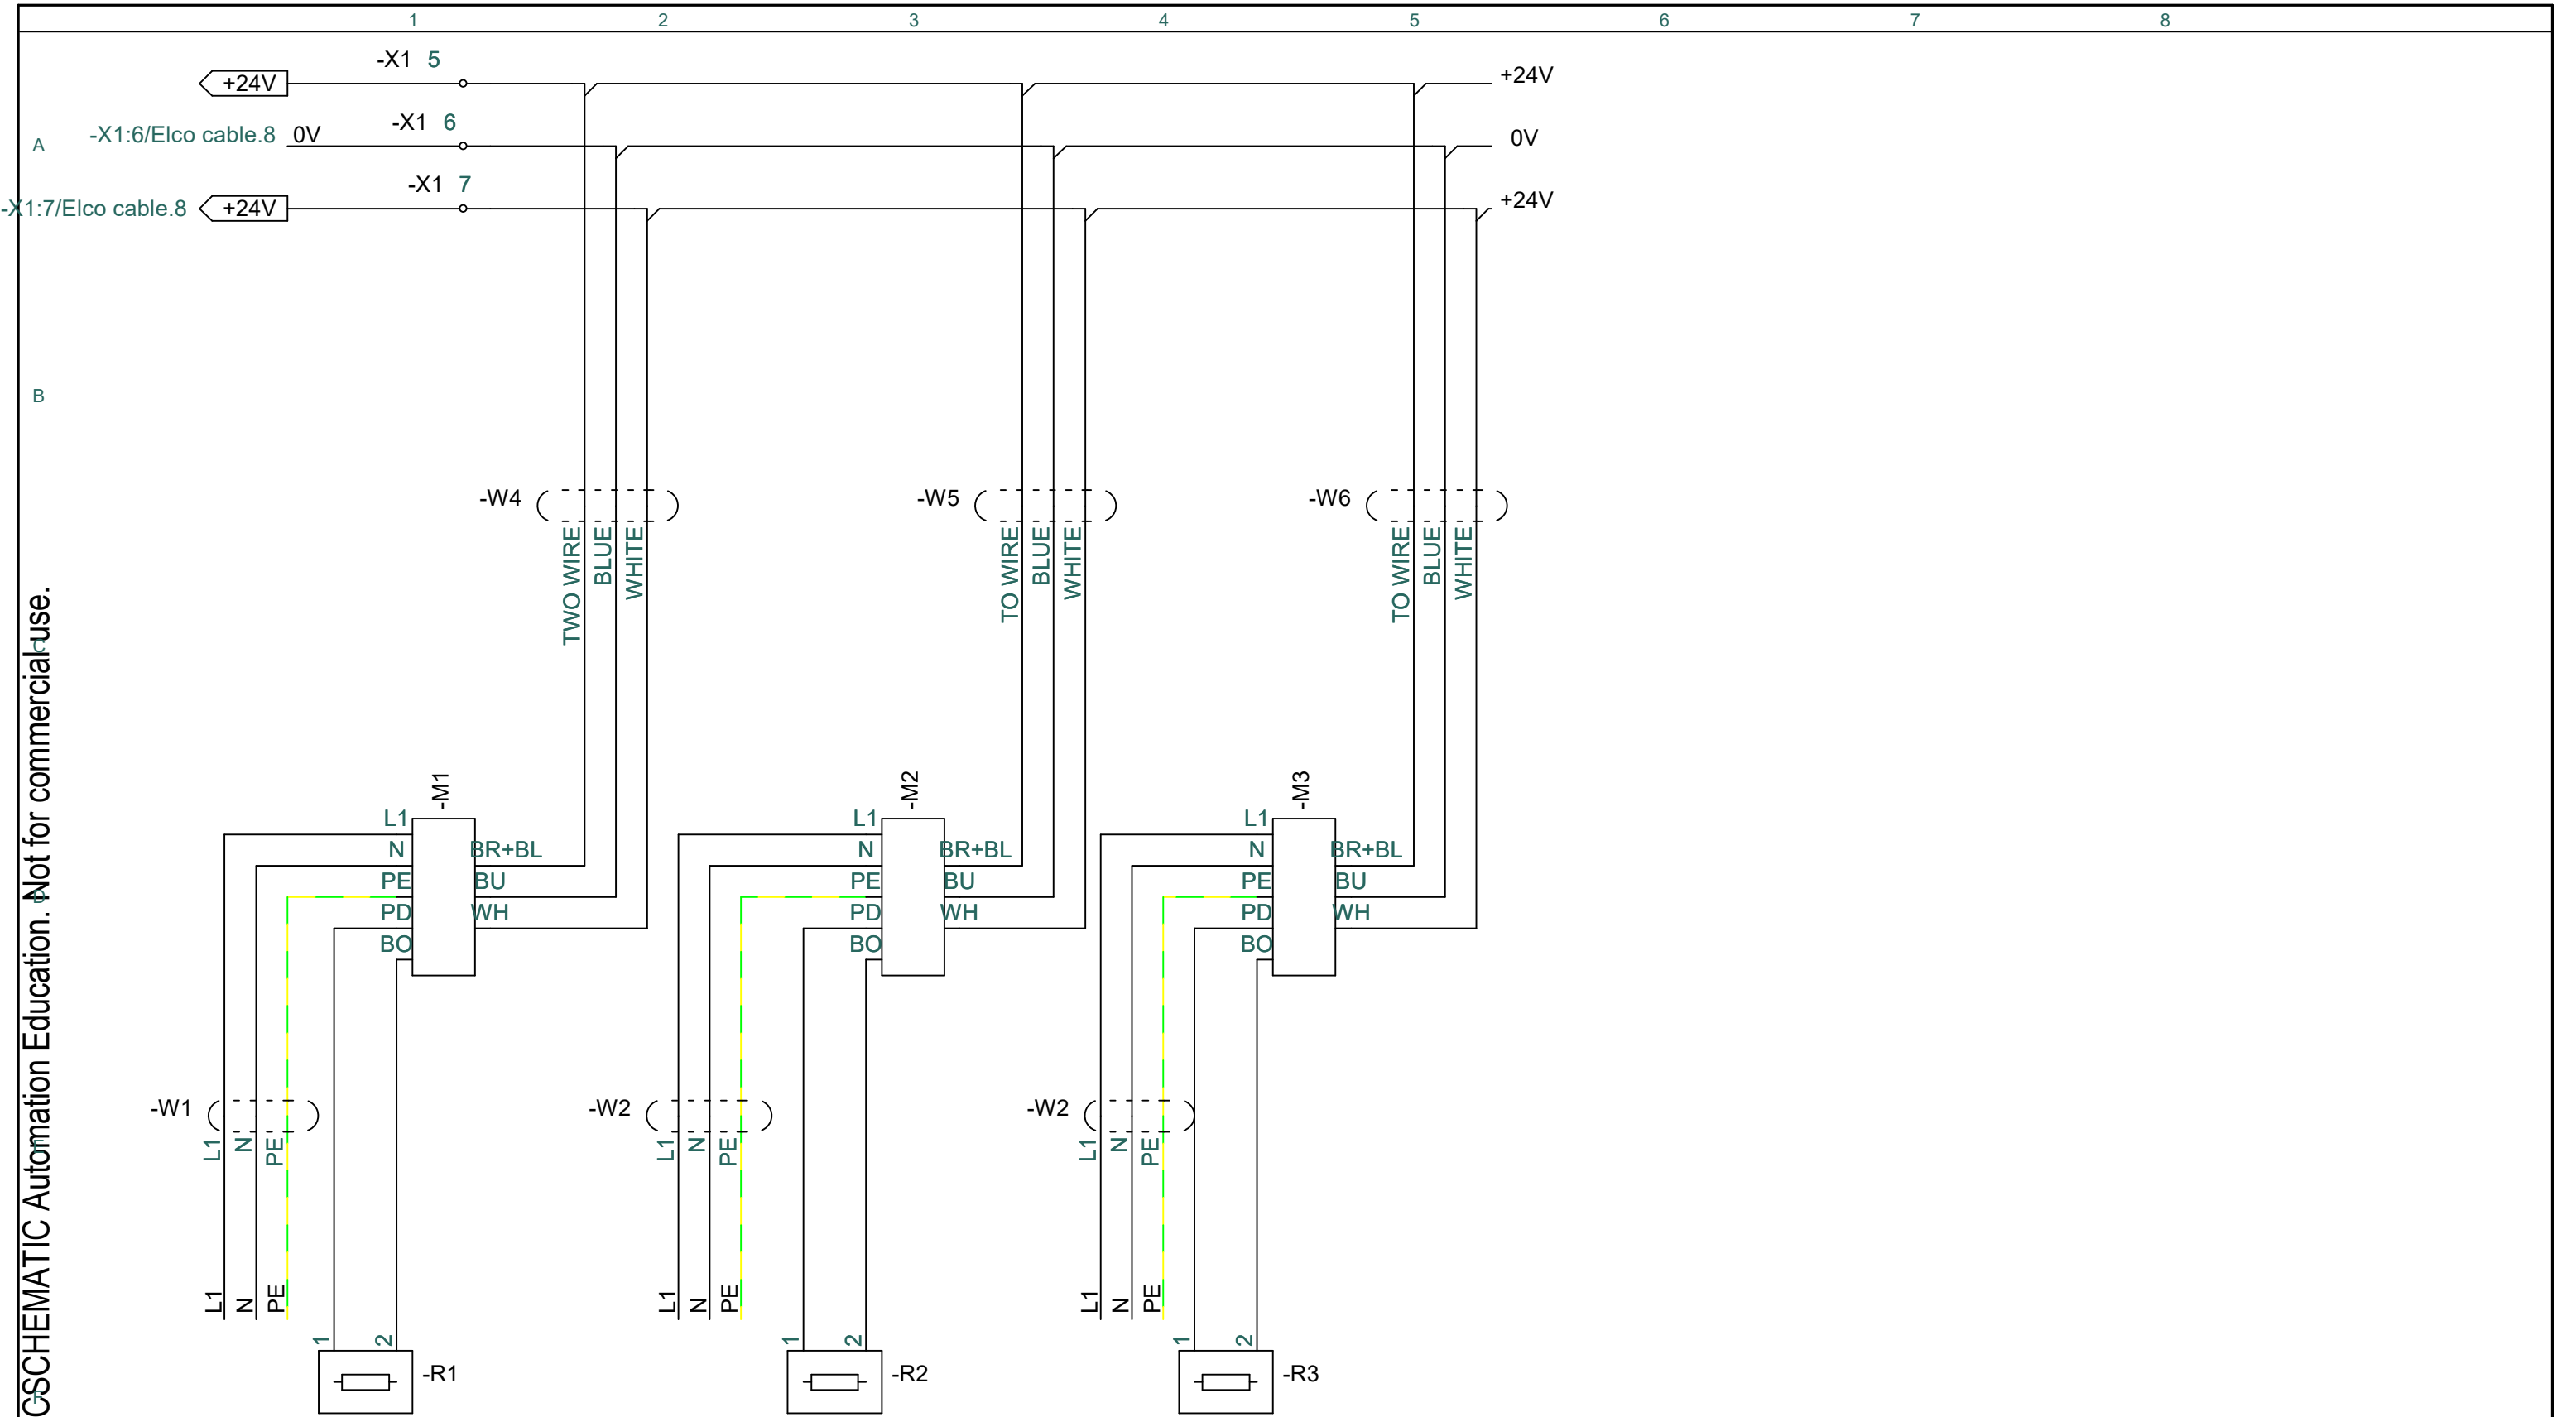 1 2 3 4 5 6 7 8
-X1 5
+24V
+24V
-X1 6
A
-X1:6/Elco cable.8 0V
0V
-X1 7
-X1:7/Elco cable.8 +24V
+24V
B
-W4
-W5
-W6
TWO WIRE
BLUE
WHITE
TO WIRE
BLUE
WHITE
TO WIRE
BLUE
WHITE
C
CSSCHEMATIC Automation Education. Not for commercial use.
-M1
L1
N
PE
PD
BO
BR+BL
BU
WH
-M2
L1
N
PE
PD
BO
BR+BL
BU
WH
-M3
L1
N
PE
PD
BO
BR+BL
BU
WH
D
-W1
L1
N
PE
-W2
L1
N
PE
-W2
L1
N
PE
E
L1
N
PE
L1
N
PE
L1
N
PE
1 2
-R1
1 2
-R2
1 2
-R3
F